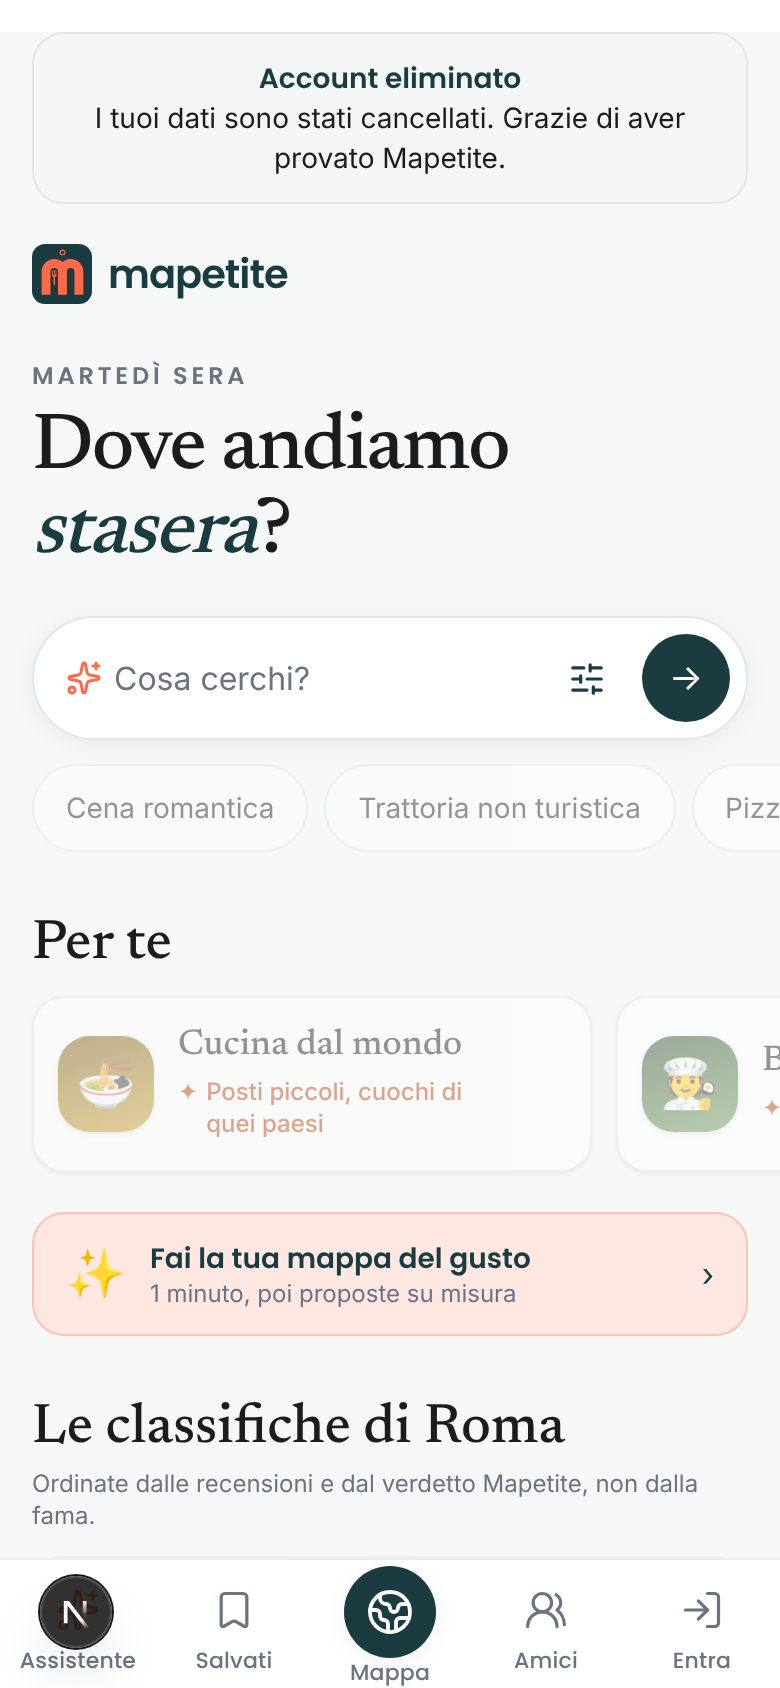 Account eliminato
I tuoi dati sono stati cancellati. Grazie di aver
provato Mapetite.
mapetite
MARTEDÌ SERA
Dove andiamo
stasera?
Cosa cerchi?
Cena romantica
Trattoria non turistica
Pizz
Per te
Cucina dal mondo
B
✦ Posti piccoli, cuochi di
quei paesi
✦
Fai la tua mappa del gusto
1 minuto, poi proposte su misura
›
Le classifiche di Roma
Ordinate dalle recensioni e dal verdetto Mapetite, non dalla
fama.
N
Assistente
Salvati
Mappa
Amici
Entra